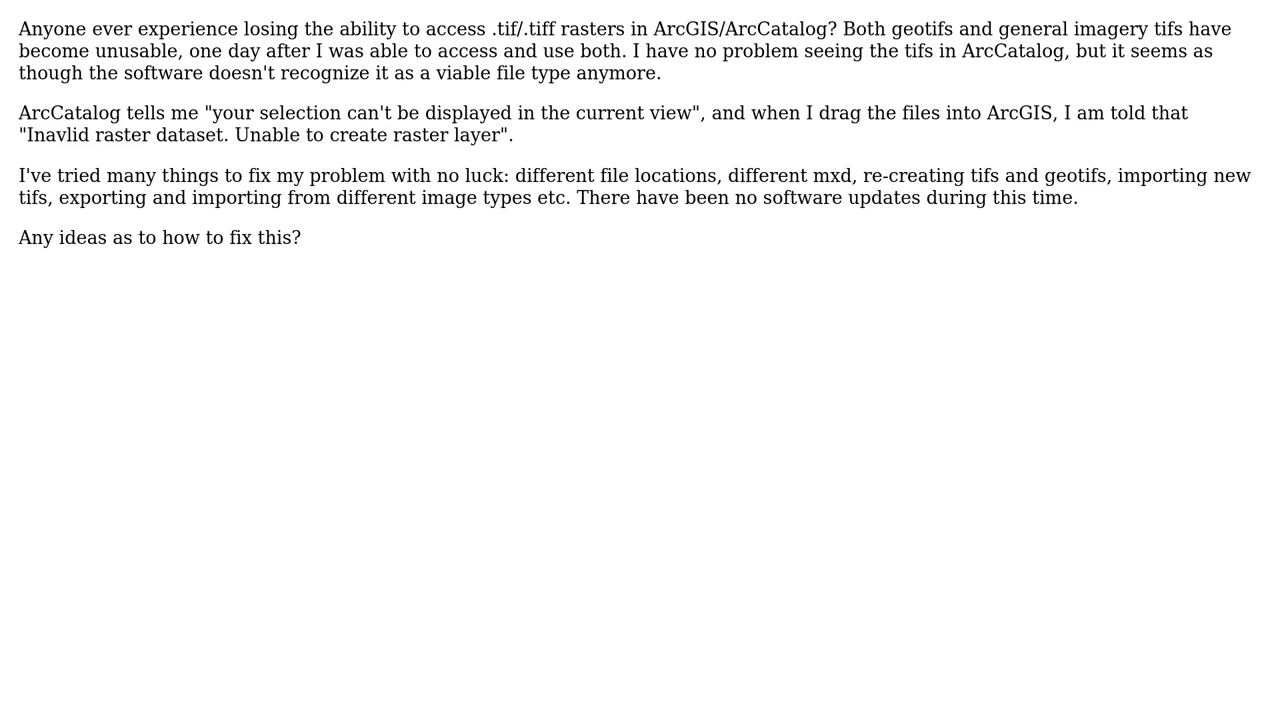 Anyone ever experience losing the ability to access .tif/.tiff rasters in ArcGIS/ArcCatalog? Both geotifs and general imagery tifs have
become unusable, one day after I was able to access and use both. I have no problem seeing the tifs in ArcCatalog, but it seems as
though the software doesn't recognize it as a viable file type anymore.
ArcCatalog tells me "your selection can't be displayed in the current view", and when I drag the files into ArcGIS, I am told that
"Inavlid raster dataset. Unable to create raster layer".
I've tried many things to fix my problem with no luck: different file locations, different mxd, re-creating tifs and geotifs, importing new
tifs, exporting and importing from different image types etc. There have been no software updates during this time.
Any ideas as to how to fix this?